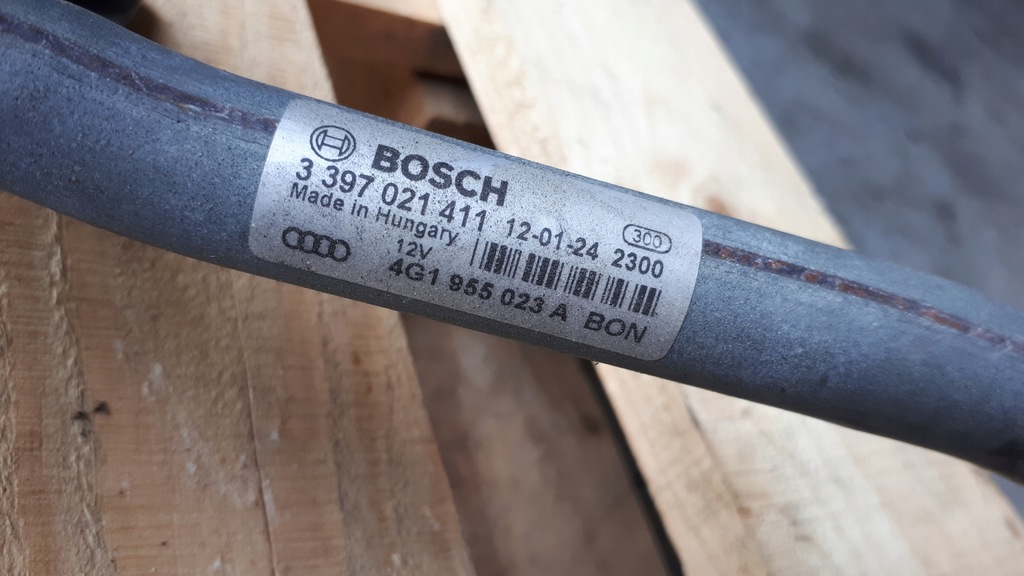 BOSCH
3 397 021 411 12-01-24 2300
300
Made in Hungary
12V
4G1 955 023 A BON